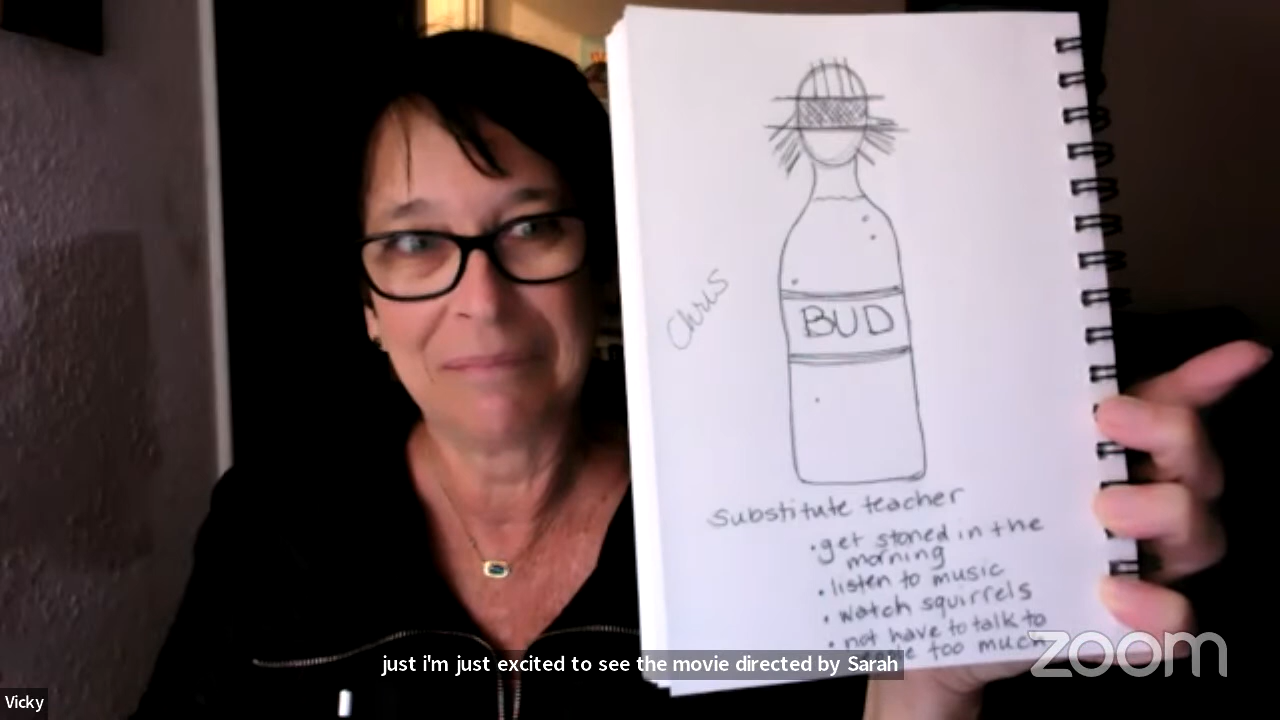 Chris
BUD
substitute teacher
• get stoned in the
morning
• listen to music
• watch squirrels
• not have to talk to
too much
just i'm just excited to see the movie directed by Sarah
zoom
Vicky